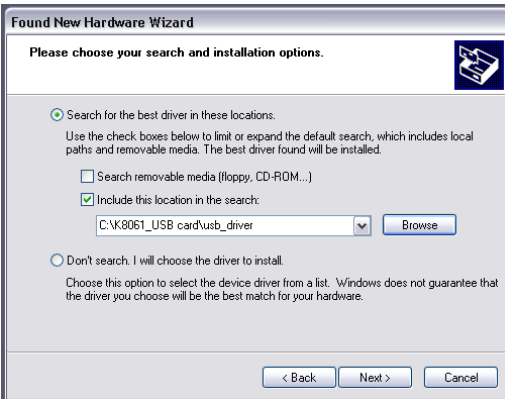 Found New Hardware Wizard
Please choose your search and installation options.
Search for the best driver in these locations.
Use the check boxes below to limit or expand the default search, which includes local
paths and removable media. The best driver found will be installed.
Search removable media (floppy, CD-ROM...)
Include this location in the search:
C:\K8061_USB card\usb_driver
Browse
Don't search. I will choose the driver to install.
Choose this option to select the device driver from a list. Windows does not guarantee that
the driver you choose will be the best match for your hardware.
< Back Next > Cancel